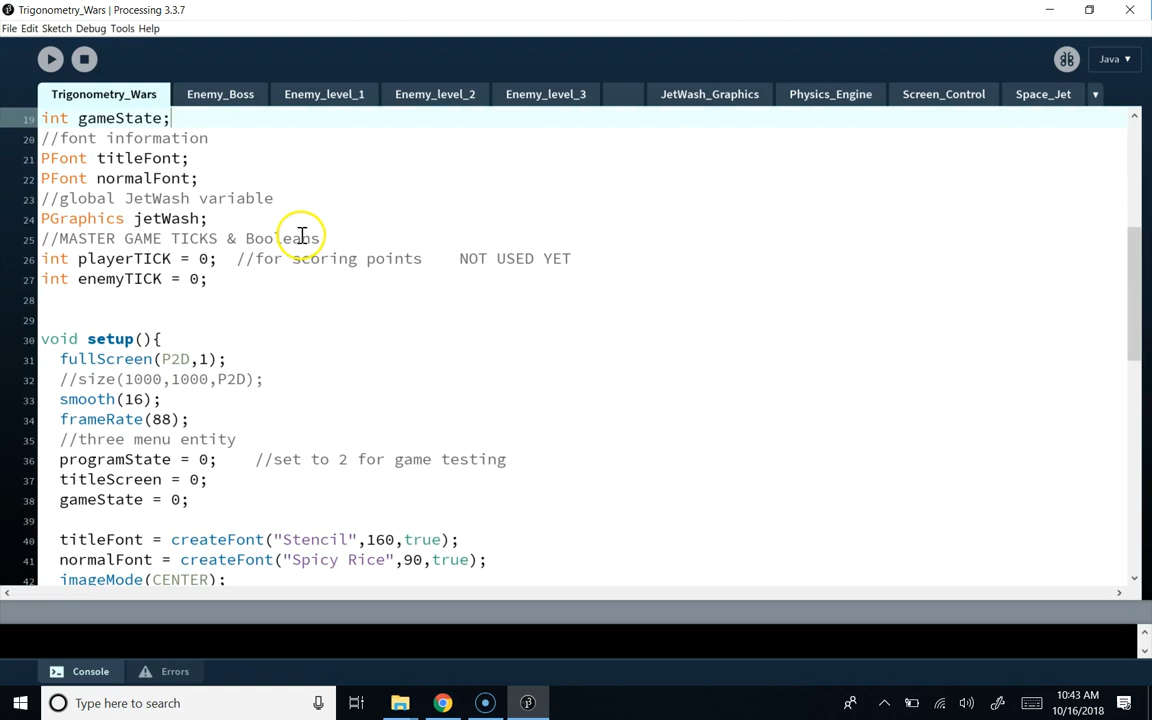 Trigonometry_Wars | Processing 3.3.7
File Edit Sketch Debug Tools Help
Java ▼
Trigonometry_Wars Enemy_Boss Enemy_level_1 Enemy_level_2 Enemy_level_3 JetWash_Graphics Physics_Engine Screen_Control Space_Jet ▼
19 int gameState;
20 //font information
21 PFont titleFont;
22 PFont normalFont;
23 //global JetWash variable
24 PGraphics jetWash;
25 //MASTER GAME TICKS & Booleans
26 int playerTICK = 0;  //for scoring points    NOT USED YET
27 int enemyTICK = 0;
28
29
30 void setup(){
31   fullScreen(P2D,1);
32   //size(1000,1000,P2D);
33   smooth(16);
34   frameRate(88);
35   //three menu entity
36   programState = 0;    //set to 2 for game testing
37   titleScreen = 0;
38   gameState = 0;
39
40   titleFont = createFont("Stencil",160,true);
41   normalFont = createFont("Spicy Rice",90,true);
42   imageMode(CENTER);
Console Errors
Type here to search
10:43 AM
10/16/2018